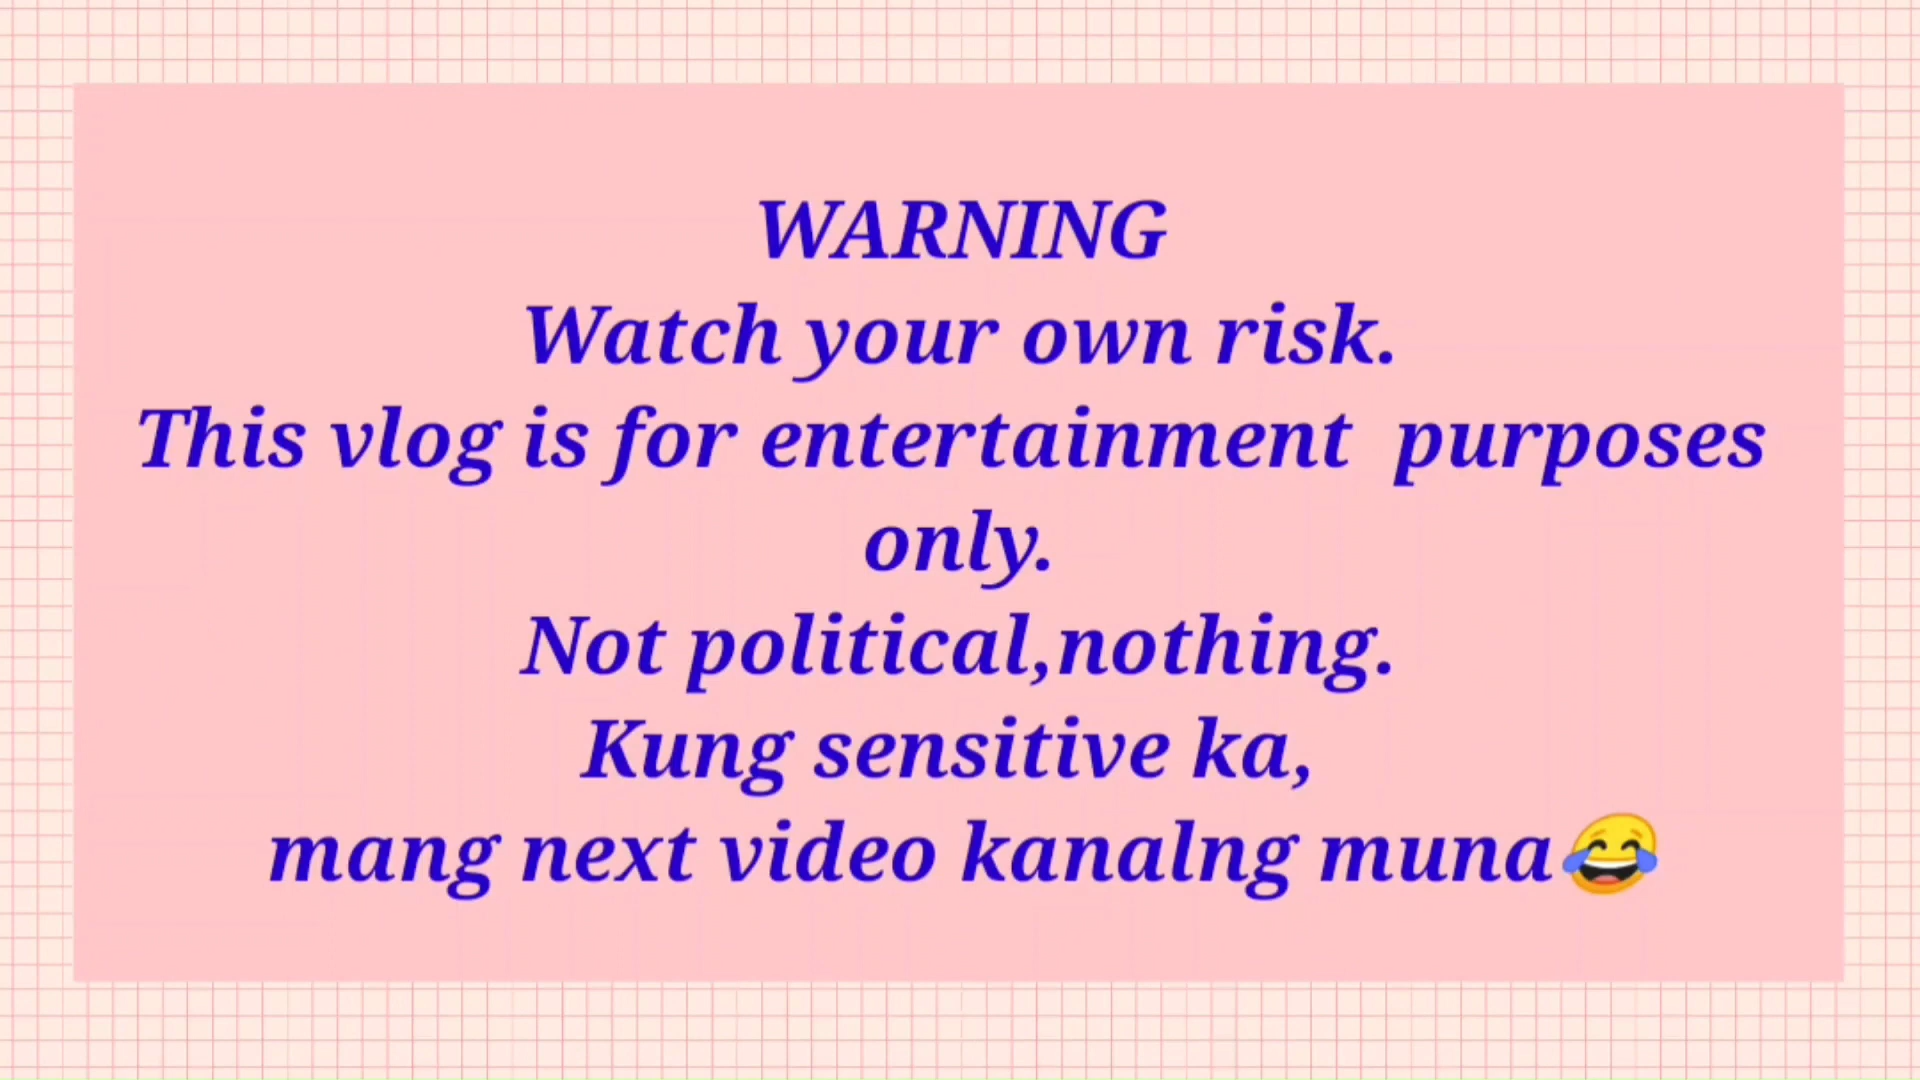 WARNING
Watch your own risk.
This vlog is for entertainment  purposes
only.
Not political,nothing.
Kung sensitive ka,
mang next video kanalng muna😂